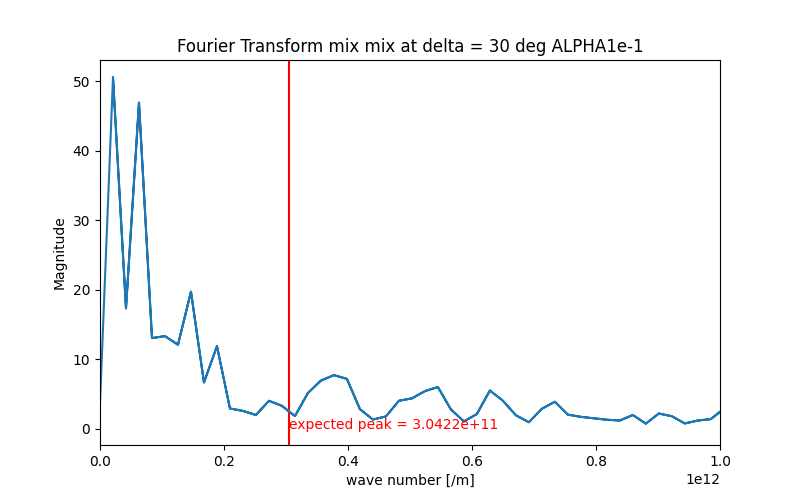 Fourier Transform mix mix at delta = 30 deg ALPHA1e-1
50
40
30
20
10
0
Magnitude
expected peak = 3.0422e+11
0.0 0.2 0.4 0.6 0.8 1.0
1e12
wave number [/m]